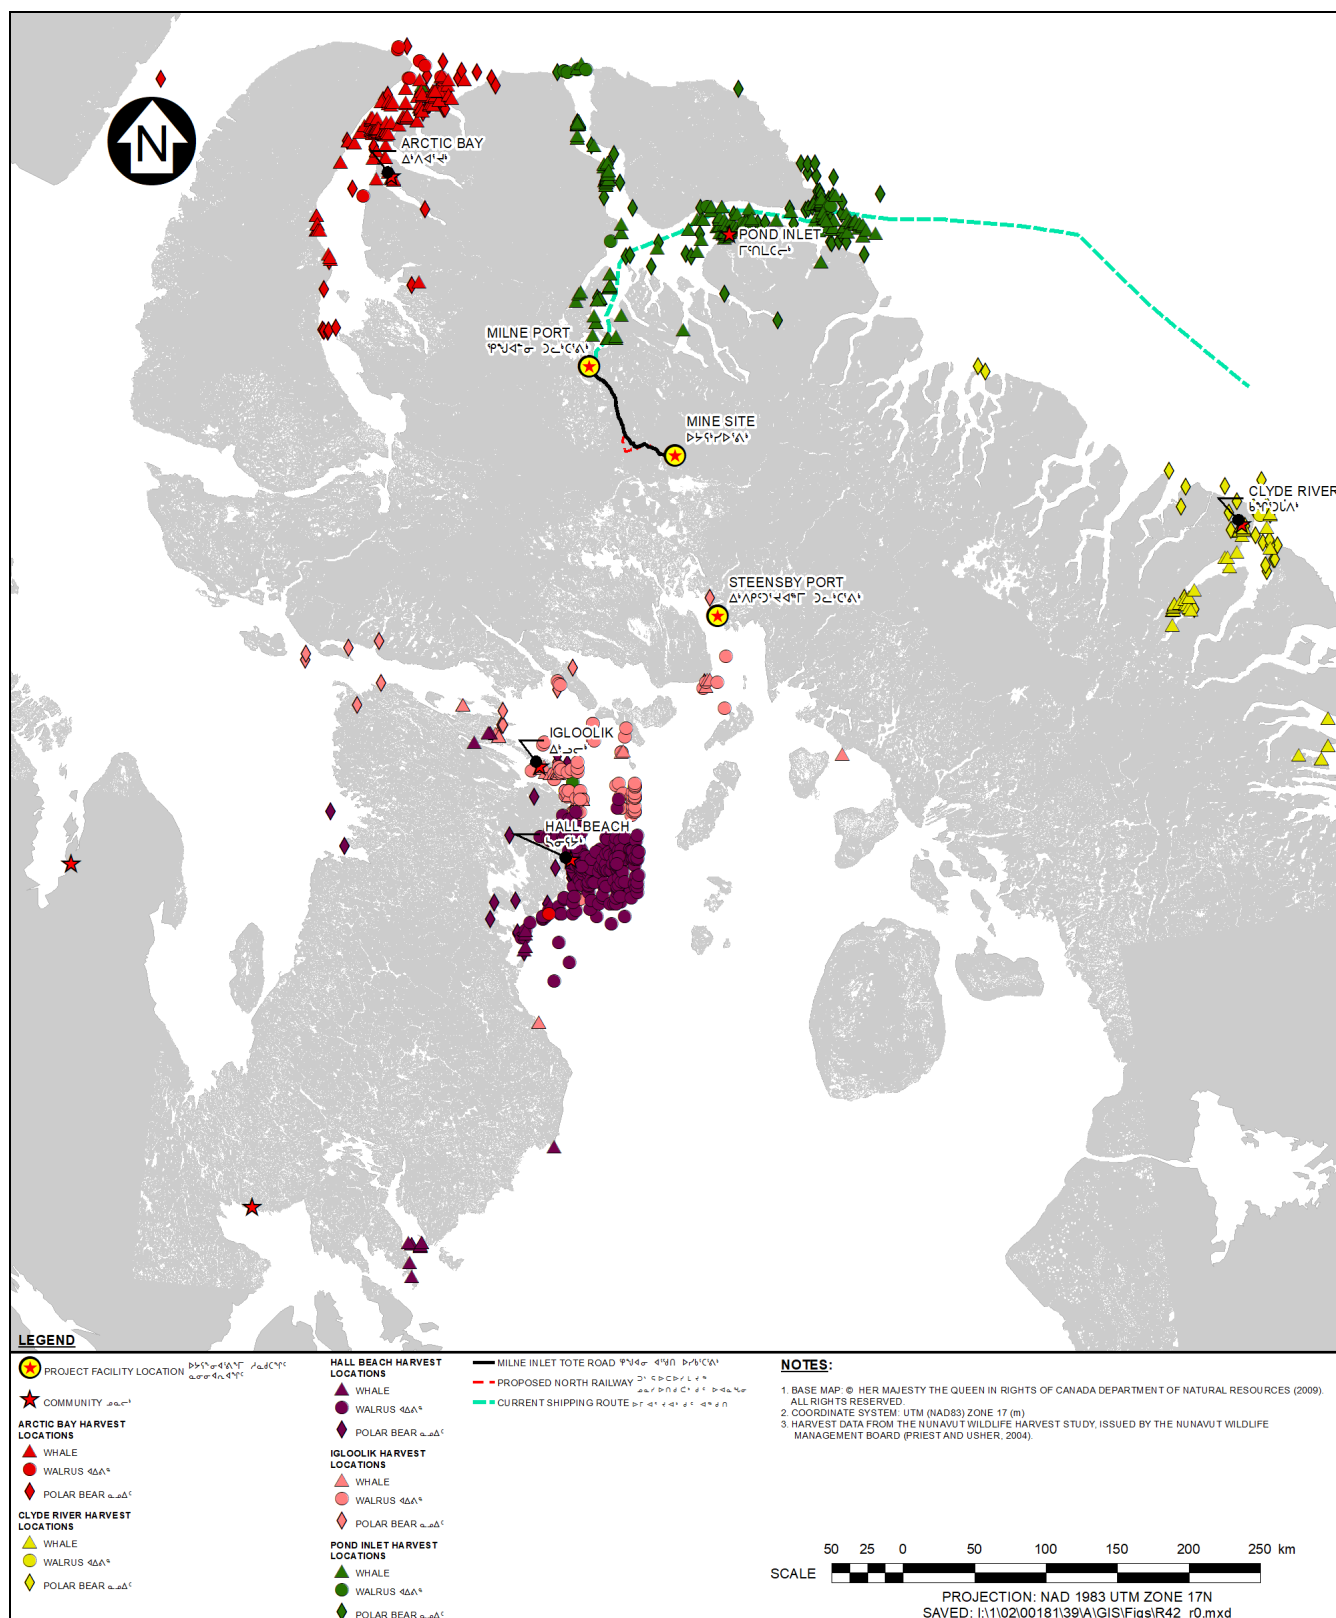 N
ARCTIC BAY
ᐃᒃᐱᐊᕐᔪᒃ
POND INLET
ᒥᑦᑎᒪᑕᓕᒃ
MILNE PORT
MINE SITE
CLYDE RIVER
STEENSBY PORT
IGLOOLIK
HALL BEACH
LEGEND
PROJECT FACILITY LOCATION
COMMUNITY
ARCTIC BAY HARVEST
LOCATIONS
WHALE
WALRUS
POLAR BEAR
CLYDE RIVER HARVEST
LOCATIONS
WHALE
WALRUS
POLAR BEAR
HALL BEACH HARVEST
LOCATIONS
WHALE
WALRUS
POLAR BEAR
IGLOOLIK HARVEST
LOCATIONS
WHALE
WALRUS
POLAR BEAR
POND INLET HARVEST
LOCATIONS
WHALE
WALRUS
POLAR BEAR
MILNE INLET TOTE ROAD
PROPOSED NORTH RAILWAY
CURRENT SHIPPING ROUTE
NOTES:
1. BASE MAP: © HER MAJESTY THE QUEEN IN RIGHTS OF CANADA DEPARTMENT OF NATURAL RESOURCES (2009).
ALL RIGHTS RESERVED.
2. COORDINATE SYSTEM: UTM (NAD83) ZONE 17 (m)
3. HARVEST DATA FROM THE NUNAVUT WILDLIFE HARVEST STUDY, ISSUED BY THE NUNAVUT WILDLIFE
MANAGEMENT BOARD (PRIEST AND USHER, 2004).
50 25 0 50 100 150 200 250 km
SCALE
PROJECTION: NAD 1983 UTM ZONE 17N
SAVED: I:\1\02\00181\39\A\GIS\Figs\R42_r0.mxd